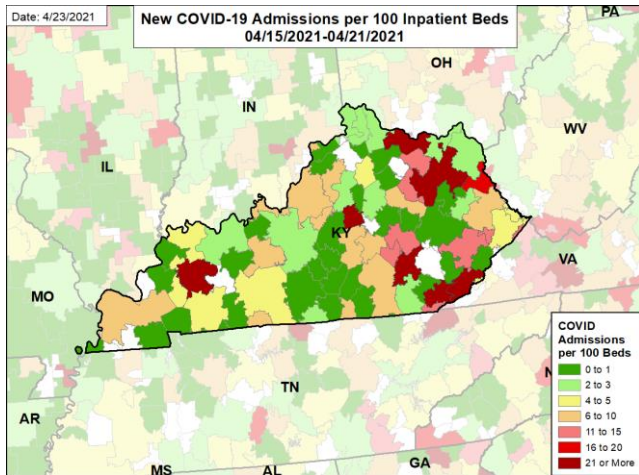 Date: 4/23/2021
New COVID-19 Admissions per 100 Inpatient Beds
04/15/2021-04/21/2021
PA
OH
IN
WV
IL
KY
VA
MO
TN
AR
MS
AL
GA
N
COVID
Admissions
per 100 Beds
0 to 1
2 to 3
4 to 5
6 to 10
11 to 15
16 to 20
21 or More